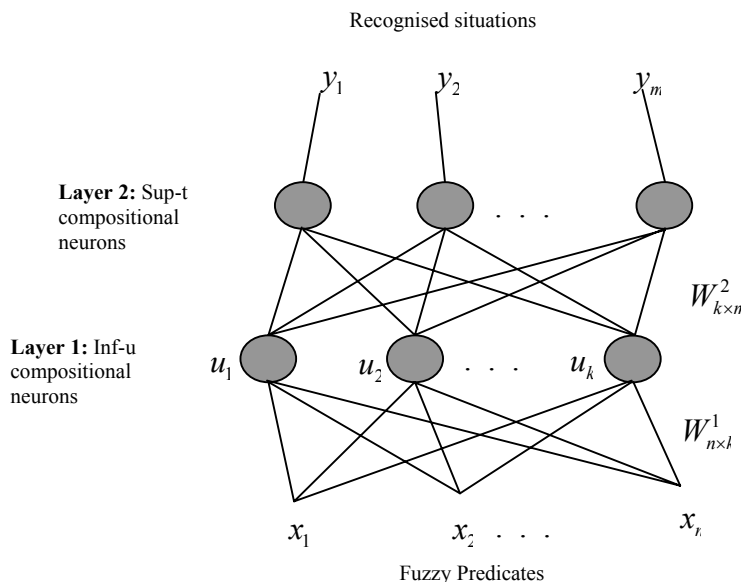 Recognised situations
y₁ y₂ yₘ
Layer 2: Sup-t
compositional
neurons
. . .
W²ₖ×
Layer 1: Inf-u
compositional
neurons
u₁ u₂ . . . uₖ
W¹ₙ×ₖ
x₁ x₂ . . . xₙ
Fuzzy Predicates